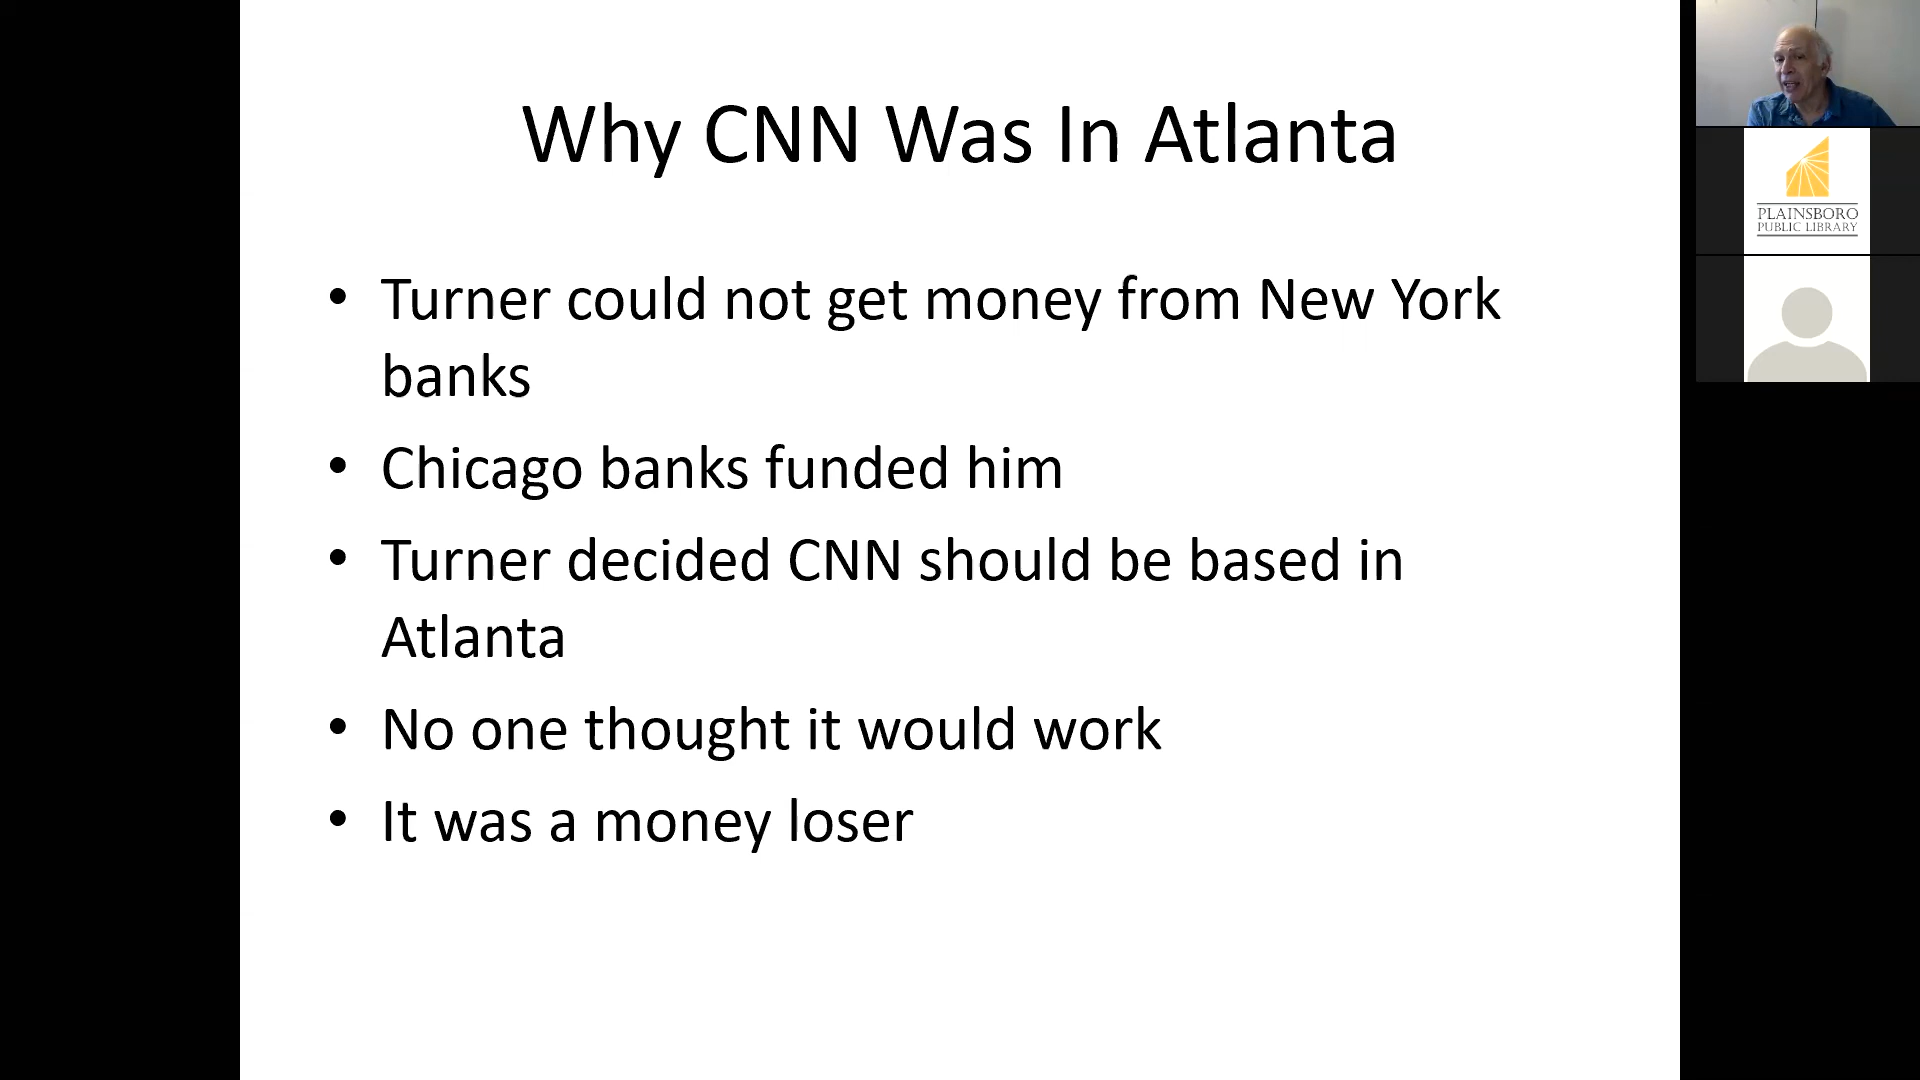 Why CNN Was In Atlanta
• Turner could not get money from New York
banks
• Chicago banks funded him
• Turner decided CNN should be based in
Atlanta
• No one thought it would work
• It was a money loser
PLAINSBORO
PUBLIC LIBRARY